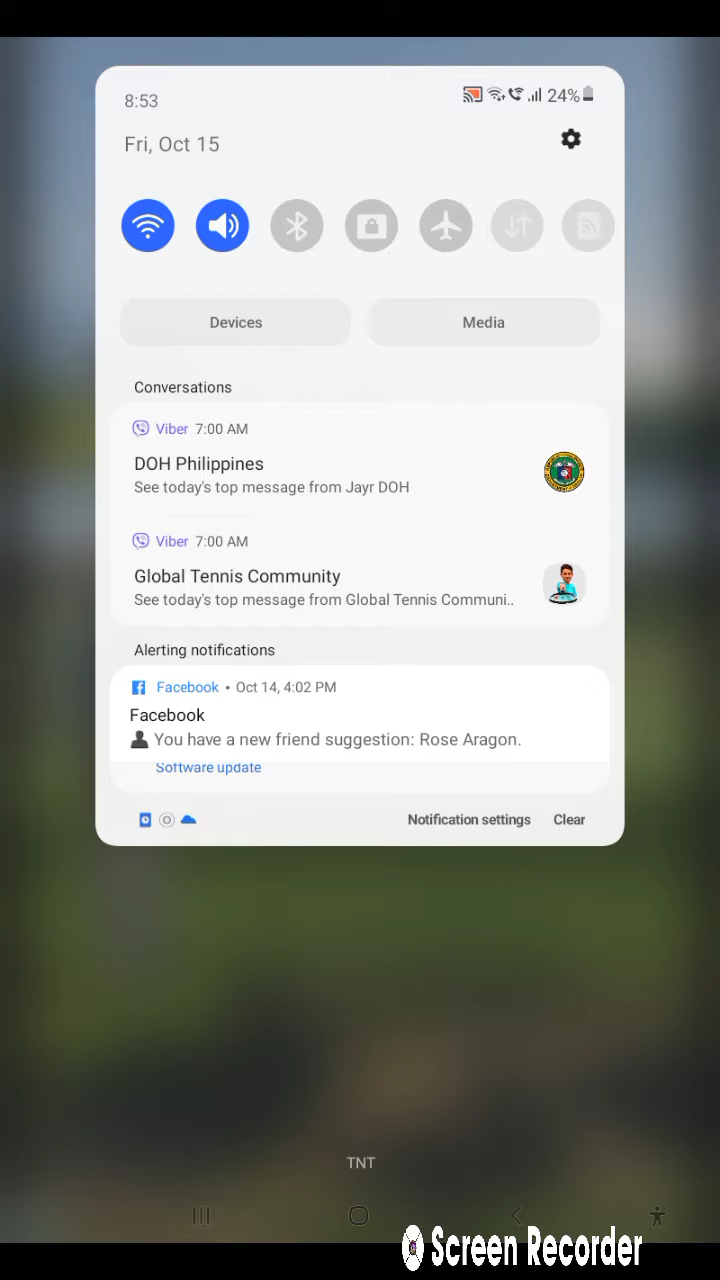 8:53
24%
Fri, Oct 15
Devices
Media
Conversations
Viber 7:00 AM
DOH Philippines
See today's top message from Jayr DOH
Viber 7:00 AM
Global Tennis Community
See today's top message from Global Tennis Communi..
Alerting notifications
Facebook • Oct 14, 4:02 PM
Facebook
You have a new friend suggestion: Rose Aragon.
Software update
Notification settings
Clear
TNT
Screen Recorder